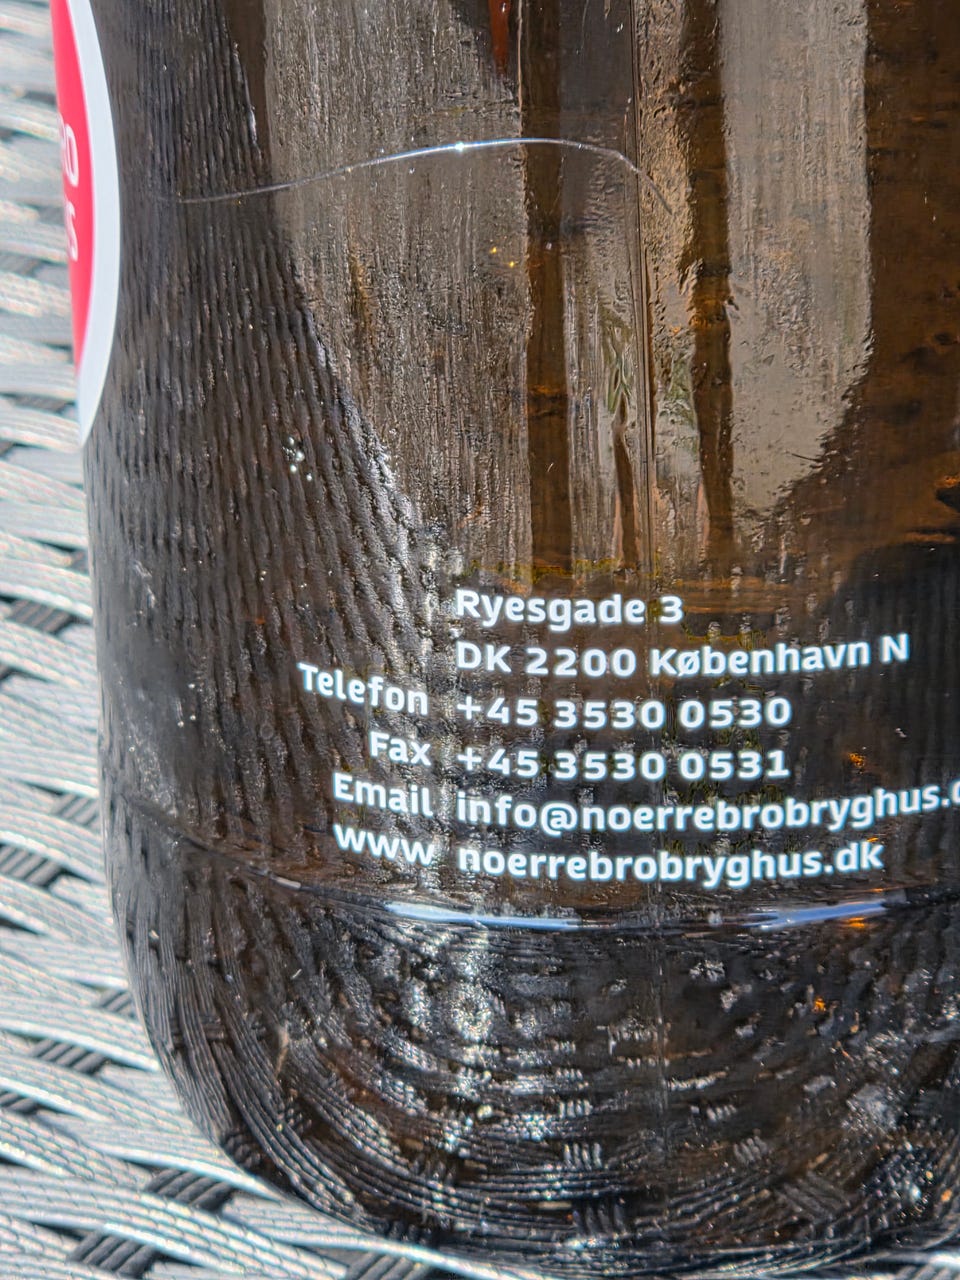 Ryesgade 3
DK 2200 København N
Telefon +45 3530 0530
Fax +45 3530 0531
Email info@noerrebrobryghus.
www noerrebrobryghus.dk